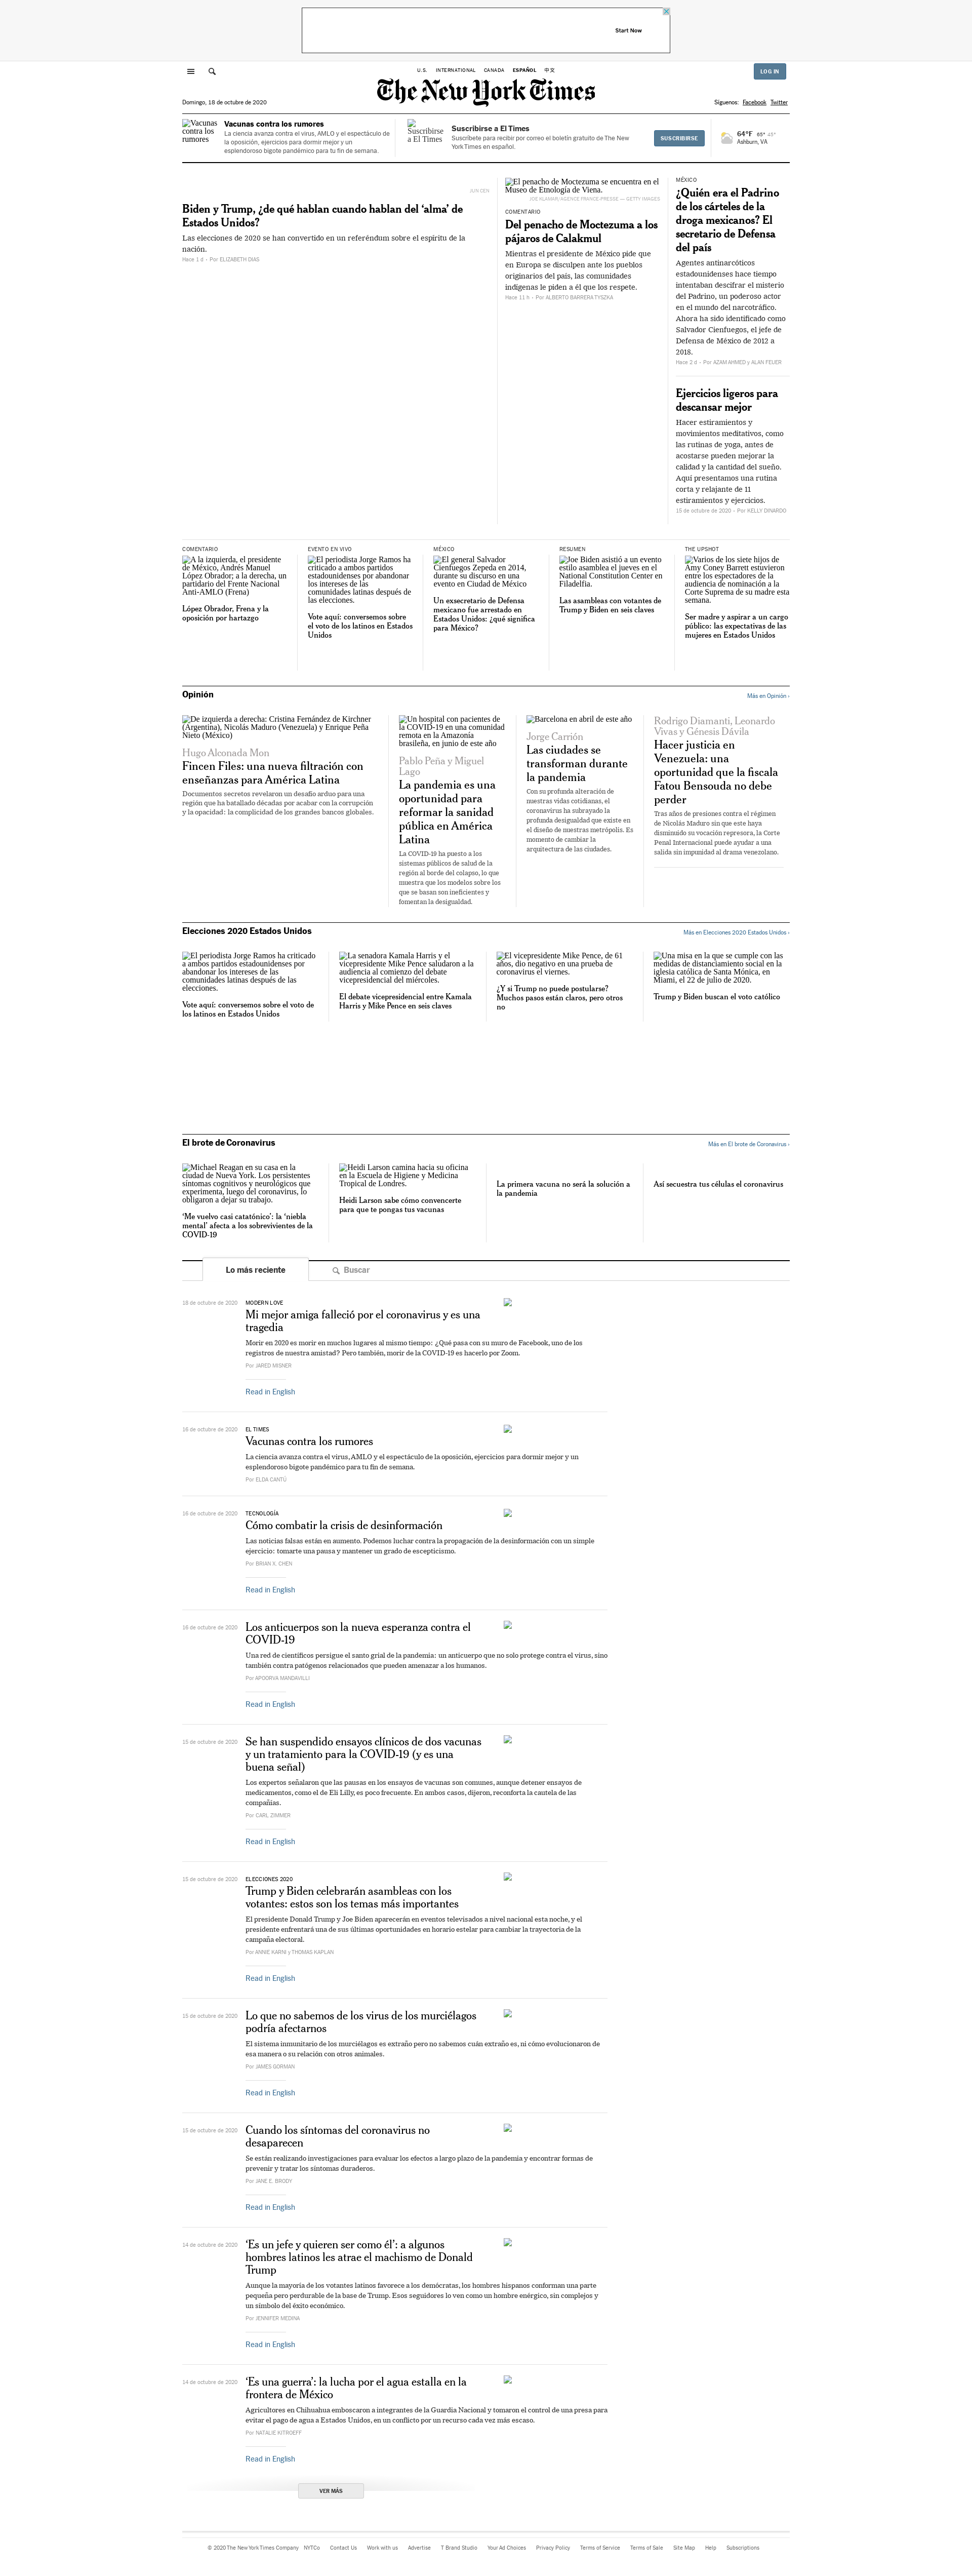 Start Now
U.S. INTERNATIONAL CANADA ESPAÑOL 中文
LOG IN
The New York Times
Domingo, 18 de octubre de 2020
Síguenos: Facebook Twitter
Vacunas contra los rumores
Vacunas contra los rumores
La ciencia avanza contra el virus, AMLO y el espectáculo de la oposición, ejercicios para dormir mejor y un esplendoroso bigote pandémico para tu fin de semana.
Suscribirse a El Times
Suscribirse a El Times
Suscríbete para recibir por correo el boletín gratuito de The New York Times en español.
SUSCRIBIRSE
64°F 65° 45°
Ashburn, VA
JUN CEN
Biden y Trump, ¿de qué hablan cuando hablan del ‘alma’ de Estados Unidos?
Las elecciones de 2020 se han convertido en un referéndum sobre el espíritu de la nación.
Hace 1 d - Por ELIZABETH DIAS
El penacho de Moctezuma se encuentra en el Museo de Etnología de Viena.
JOE KLAMAR/AGENCE FRANCE-PRESSE — GETTY IMAGES
COMENTARIO
Del penacho de Moctezuma a los pájaros de Calakmul
Mientras el presidente de México pide que en Europa se disculpen ante los pueblos originarios del país, las comunidades indígenas le piden a él que los respete.
Hace 11 h - Por ALBERTO BARRERA TYSZKA
MÉXICO
¿Quién era el Padrino de los cárteles de la droga mexicanos? El secretario de Defensa del país
Agentes antinarcóticos estadounidenses hace tiempo intentaban descifrar el misterio del Padrino, un poderoso actor en el mundo del narcotráfico. Ahora ha sido identificado como Salvador Cienfuegos, el jefe de Defensa de México de 2012 a 2018.
Hace 2 d - Por AZAM AHMED y ALAN FEUER
Ejercicios ligeros para descansar mejor
Hacer estiramientos y movimientos meditativos, como las rutinas de yoga, antes de acostarse pueden mejorar la calidad y la cantidad del sueño. Aquí presentamos una rutina corta y relajante de 11 estiramientos y ejercicios.
15 de octubre de 2020 - Por KELLY DINARDO
COMENTARIO
A la izquierda, el presidente de México, Andrés Manuel López Obrador; a la derecha, un partidario del Frente Nacional Anti-AMLO (Frena)
López Obrador, Frena y la oposición por hartazgo
EVENTO EN VIVO
El periodista Jorge Ramos ha criticado a ambos partidos estadounidenses por abandonar los intereses de las comunidades latinas después de las elecciones.
Vote aquí: conversemos sobre el voto de los latinos en Estados Unidos
MÉXICO
El general Salvador Cienfuegos Zepeda en 2014, durante su discurso en una evento en Ciudad de México
Un exsecretario de Defensa mexicano fue arrestado en Estados Unidos: ¿qué significa para México?
RESUMEN
Joe Biden asistió a un evento estilo asamblea el jueves en el National Constitution Center en Filadelfia.
Las asambleas con votantes de Trump y Biden en seis claves
THE UPSHOT
Varios de los siete hijos de Amy Coney Barrett estuvieron entre los espectadores de la audiencia de nominación a la Corte Suprema de su madre esta semana.
Ser madre y aspirar a un cargo público: las expectativas de las mujeres en Estados Unidos
Opinión
Más en Opinión ›
De izquierda a derecha: Cristina Fernández de Kirchner (Argentina), Nicolás Maduro (Venezuela) y Enrique Peña Nieto (México)
Hugo Alconada Mon
Fincen Files: una nueva filtración con enseñanzas para América Latina
Documentos secretos revelaron un desafío arduo para una región que ha batallado décadas por acabar con la corrupción y la opacidad: la complicidad de los grandes bancos globales.
Un hospital con pacientes de la COVID-19 en una comunidad remota en la Amazonía brasileña, en junio de este año
Pablo Peña y Miguel Lago
La pandemia es una oportunidad para reformar la sanidad pública en América Latina
La COVID-19 ha puesto a los sistemas públicos de salud de la región al borde del colapso, lo que muestra que los modelos sobre los que se basan son ineficientes y fomentan la desigualdad.
Barcelona en abril de este año
Jorge Carrión
Las ciudades se transforman durante la pandemia
Con su profunda alteración de nuestras vidas cotidianas, el coronavirus ha subrayado la profunda desigualdad que existe en el diseño de nuestras metrópolis. Es momento de cambiar la arquitectura de las ciudades.
Rodrigo Diamanti, Leonardo Vivas y Génesis Dávila
Hacer justicia en Venezuela: una oportunidad que la fiscala Fatou Bensouda no debe perder
Tras años de presiones contra el régimen de Nicolás Maduro sin que este haya disminuido su vocación represora, la Corte Penal Internacional puede ayudar a una salida sin impunidad al drama venezolano.
Elecciones 2020 Estados Unidos
Más en Elecciones 2020 Estados Unidos ›
El periodista Jorge Ramos ha criticado a ambos partidos estadounidenses por abandonar los intereses de las comunidades latinas después de las elecciones.
Vote aquí: conversemos sobre el voto de los latinos en Estados Unidos
La senadora Kamala Harris y el vicepresidente Mike Pence salúdaron a la audiencia al comienzo del debate vicepresidencial del miércoles.
El debate vicepresidencial entre Kamala Harris y Mike Pence en seis claves
El vicepresidente Mike Pence, de 61 años, dio negativo en una prueba de coronavirus el viernes.
¿Y si Trump no puede postularse? Muchos pasos están claros, pero otros no
Una misa en la que se cumple con las medidas de distanciamiento social en la iglesia católica de Santa Mónica, en Miami, el 22 de julio de 2020.
Trump y Biden buscan el voto católico
El brote de Coronavirus
Más en El brote de Coronavirus ›
Michael Reagan en su casa en la ciudad de Nueva York. Los persistentes síntomas cognitivos y neurológicos que experimenta, luego del coronavirus, lo obligaron a dejar su trabajo.
‘Me vuelvo casi catatónico’: la ‘niebla mental’ afecta a los sobrevivientes de la COVID-19
Heidi Larson camina hacia su oficina en la Escuela de Higiene y Medicina Tropical de Londres.
Heidi Larson sabe cómo convencerte para que te pongas tus vacunas
La primera vacuna no será la solución a la pandemia
Así secuestra tus células el coronavirus
Lo más reciente
Buscar
18 de octubre de 2020
MODERN LOVE
Mi mejor amiga falleció por el coronavirus y es una tragedia
Morir en 2020 es morir en muchos lugares al mismo tiempo: ¿Qué pasa con su muro de Facebook, uno de los registros de nuestra amistad? Pero también, morir de la COVID-19 es hacerlo por Zoom.
Por JARED MISNER
Read in English
16 de octubre de 2020
EL TIMES
Vacunas contra los rumores
La ciencia avanza contra el virus, AMLO y el espectáculo de la oposición, ejercicios para dormir mejor y un esplendoroso bigote pandémico para tu fin de semana.
Por ELDA CANTÚ
16 de octubre de 2020
TECNOLOGÍA
Cómo combatir la crisis de desinformación
Las noticias falsas están en aumento. Podemos luchar contra la propagación de la desinformación con un simple ejercicio: tomarte una pausa y mantener un grado de escepticismo.
Por BRIAN X. CHEN
Read in English
16 de octubre de 2020
Los anticuerpos son la nueva esperanza contra el COVID-19
Una red de científicos persigue el santo grial de la pandemia: un anticuerpo que no solo protege contra el virus, sino también contra patógenos relacionados que pueden amenazar a los humanos.
Por APOORVA MANDAVILLI
Read in English
15 de octubre de 2020
Se han suspendido ensayos clínicos de dos vacunas y un tratamiento para la COVID-19 (y es una buena señal)
Los expertos señalaron que las pausas en los ensayos de vacunas son comunes, aunque detener ensayos de medicamentos, como el de Eli Lilly, es poco frecuente. En ambos casos, dijeron, reconforta la cautela de las compañías.
Por CARL ZIMMER
Read in English
15 de octubre de 2020
ELECCIONES 2020
Trump y Biden celebrarán asambleas con los votantes: estos son los temas más importantes
El presidente Donald Trump y Joe Biden aparecerán en eventos televisados a nivel nacional esta noche, y el presidente enfrentará una de sus últimas oportunidades en horario estelar para cambiar la trayectoria de la campaña electoral.
Por ANNIE KARNI y THOMAS KAPLAN
Read in English
15 de octubre de 2020
Lo que no sabemos de los virus de los murciélagos podría afectarnos
El sistema inmunitario de los murciélagos es extraño pero no sabemos cuán extraño es, ni cómo evolucionaron de esa manera o su relación con otros animales.
Por JAMES GORMAN
Read in English
15 de octubre de 2020
Cuando los síntomas del coronavirus no desaparecen
Se están realizando investigaciones para evaluar los efectos a largo plazo de la pandemia y encontrar formas de prevenir y tratar los síntomas duraderos.
Por JANE E. BRODY
Read in English
14 de octubre de 2020
‘Es un jefe y quieren ser como él’: a algunos hombres latinos les atrae el machismo de Donald Trump
Aunque la mayoría de los votantes latinos favorece a los demócratas, los hombres hispanos conforman una parte pequeña pero perdurable de la base de Trump. Esos seguidores lo ven como un hombre enérgico, sin complejos y un símbolo del éxito económico.
Por JENNIFER MEDINA
Read in English
14 de octubre de 2020
‘Es una guerra’: la lucha por el agua estalla en la frontera de México
Agricultores en Chihuahua emboscaron a integrantes de la Guardia Nacional y tomaron el control de una presa para evitar el pago de agua a Estados Unidos, en un conflicto por un recurso cada vez más escaso.
Por NATALIE KITROEFF
Read in English
VER MÁS
© 2020 The New York Times Company NYTCo Contact Us Work with us Advertise T Brand Studio Your Ad Choices Privacy Policy Terms of Service Terms of Sale Site Map Help Subscriptions